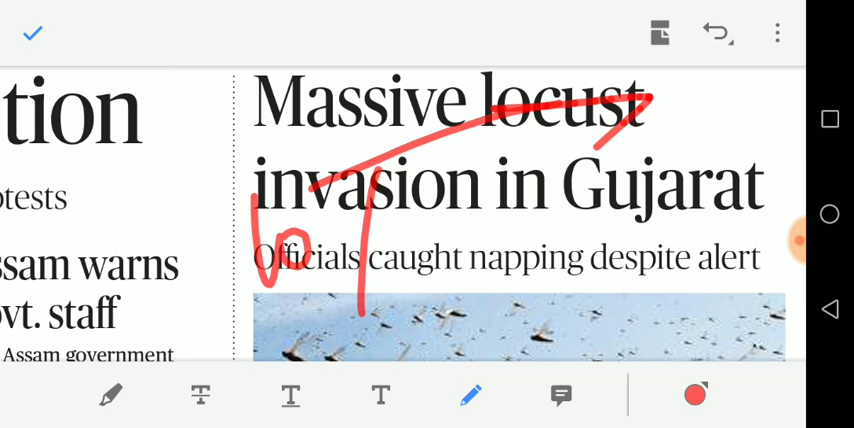 tion
otests
ssam warns
ovt. staff
Assam government
Massive locust
invasion in Gujarat
Officials caught napping despite alert